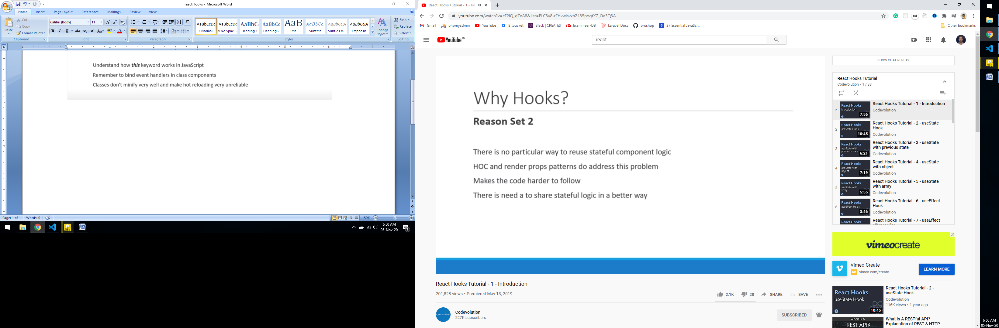 reactHooks - Microsoft Word
Home Insert Page Layout References Mailings Review View
Paste
Cut
Copy
Format Painter
Clipboard
Calibri (Body) 11
Font
Paragraph
AaBbCcDc AaBbCcDc AaBbC AaBbCc AaB AaBbCc. AaBbCcDc AaBbCcDc
¶ Normal ¶ No Spaci... Heading 1 Heading 2 Title Subtitle Subtle Em... Emphasis
Change Styles
Styles
Find
Replace
Select
Editing
Understand how this keyword works in JavaScript
Remember to bind event handlers in class components
Classes don't minify very well and make hot reloading very unreliable
Page: 1 of 1 Words: 0
150%
6:50 AM
05-Nov-20
React Hooks Tutorial - 1 - Int
youtube.com/watch?v=cF2lQ_gZeA8&list=PLC3y8-rFHvwisvxhZ135pogtX7_Oe3Q3A
Gmail phpmyadmin YouTube Bitbucket Slack | CREATES Examineer-DB Laravel Docs proshop 37 Essential JavaScr...
Other bookmarks
YouTube IN
react
Why Hooks?
Reason Set 2
There is no particular way to reuse stateful component logic
HOC and render props patterns do address this problem
Makes the code harder to follow
There is need a to share stateful logic in a better way
React Hooks Tutorial - 1 - Introduction
201,828 views • Premiered May 13, 2019
2.1K 28 SHARE SAVE
Codevolution
227K subscribers
SUBSCRIBED
SHOW CHAT REPLAY
React Hooks Tutorial
Codevolution - 1 / 33
React Hooks
Introduction
7:56
React Hooks Tutorial - 1 - Introduction
Codevolution
2
React Hooks
useState Hook
10:45
React Hooks Tutorial - 2 - useState
Hook
Codevolution
3
React Hooks
useState with
previous state
6:21
React Hooks Tutorial - 3 - useState
with previous state
Codevolution
4
React Hooks
useState with
object
7:19
React Hooks Tutorial - 4 - useState
with object
Codevolution
5
React Hooks
useState with
array
5:55
React Hooks Tutorial - 5 - useState
with array
Codevolution
6
React Hooks
useEffect Hook
3:46
React Hooks Tutorial - 6 - useEffect
Hook
Codevolution
React Hooks
React Hooks Tutorial - 7 - useEffect
vimeocreate
Vimeo Create
Ad vimeo.com/create
LEARN MORE
React Hooks
useState Hook
2
10:45
React Hooks Tutorial - 2 -
useState Hook
Codevolution
116K views • 1 year ago
What Is A
REST API?
What Is A RESTful API?
Explanation of REST & HTTP
6:50 AM
05-Nov-20